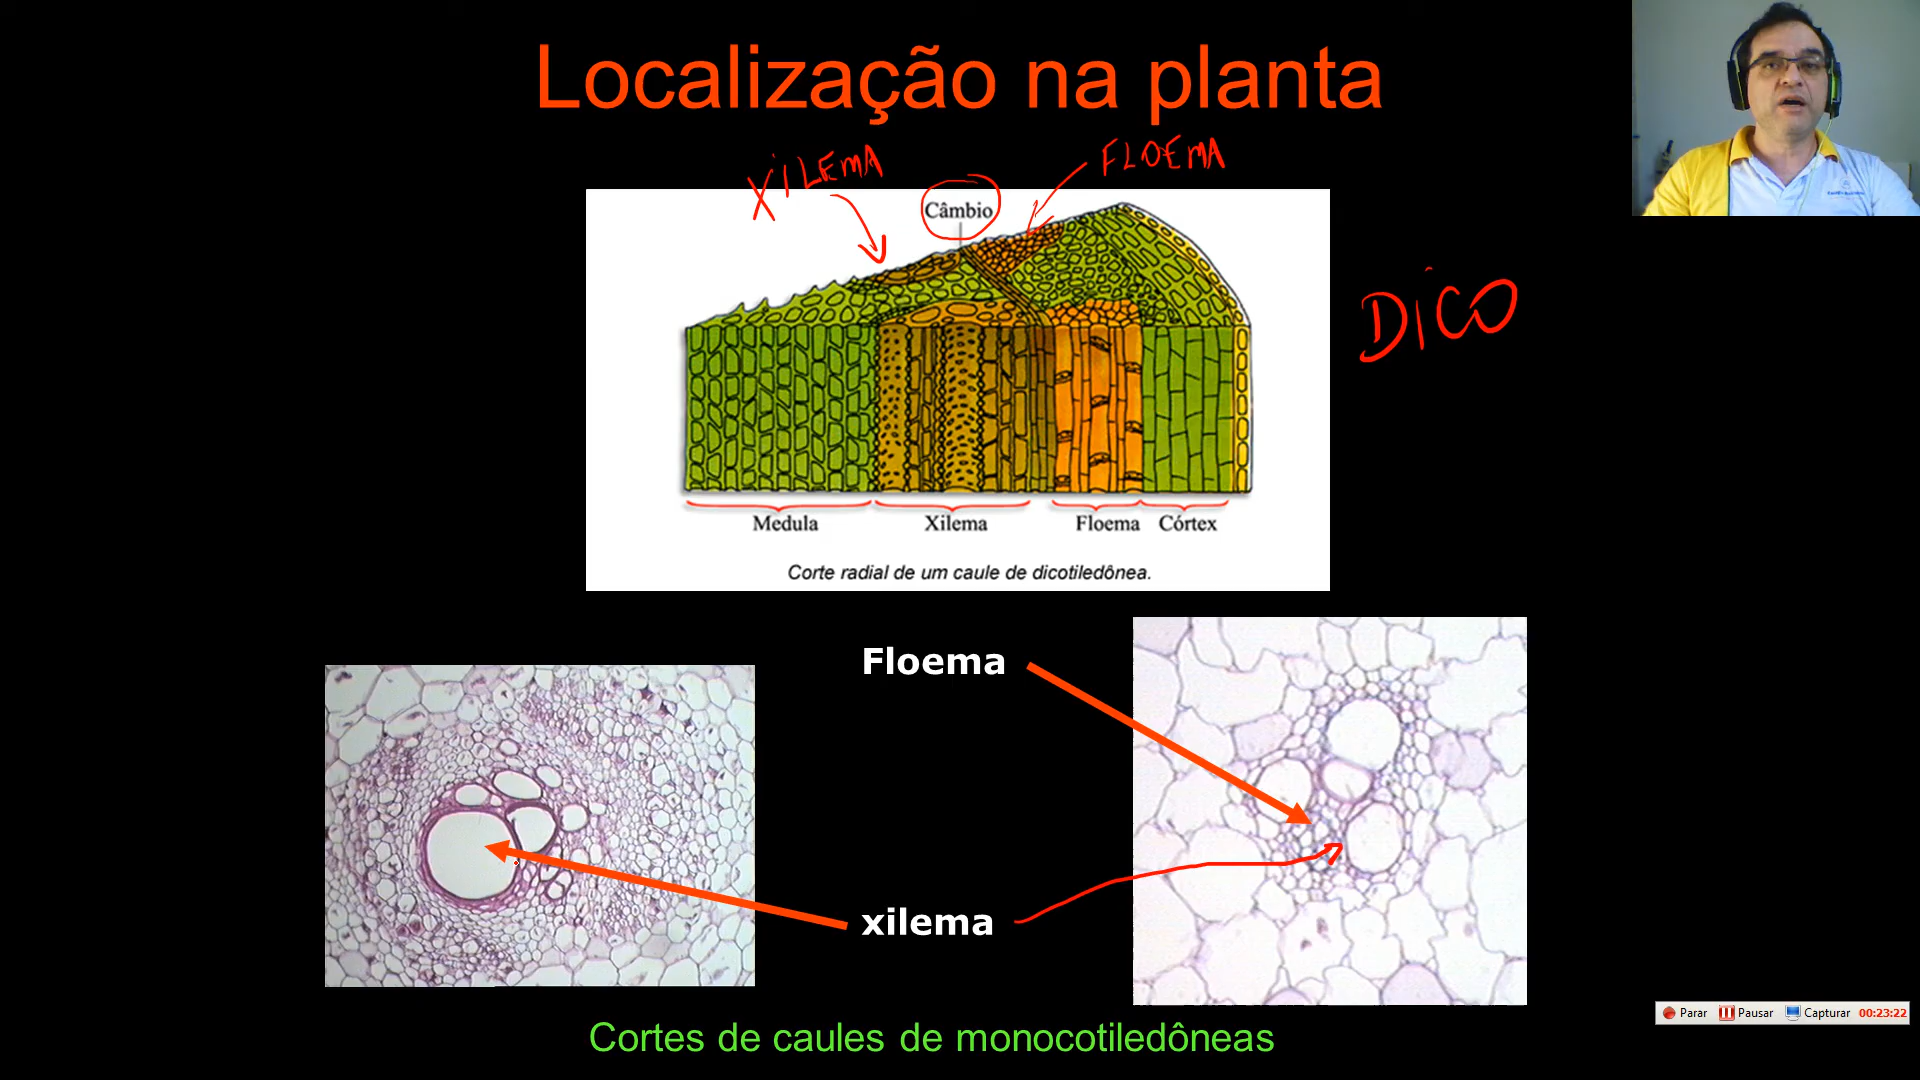 Localização na planta
XILEMA
FLOEMA
Câmbio
DICO
Medula
Xilema
Floema
Córtex
Corte radial de um caule de dicotiledônea.
Floema
xilema
Cortes de caules de monocotiledôneas
Parar Pausar Capturar 00:23:22